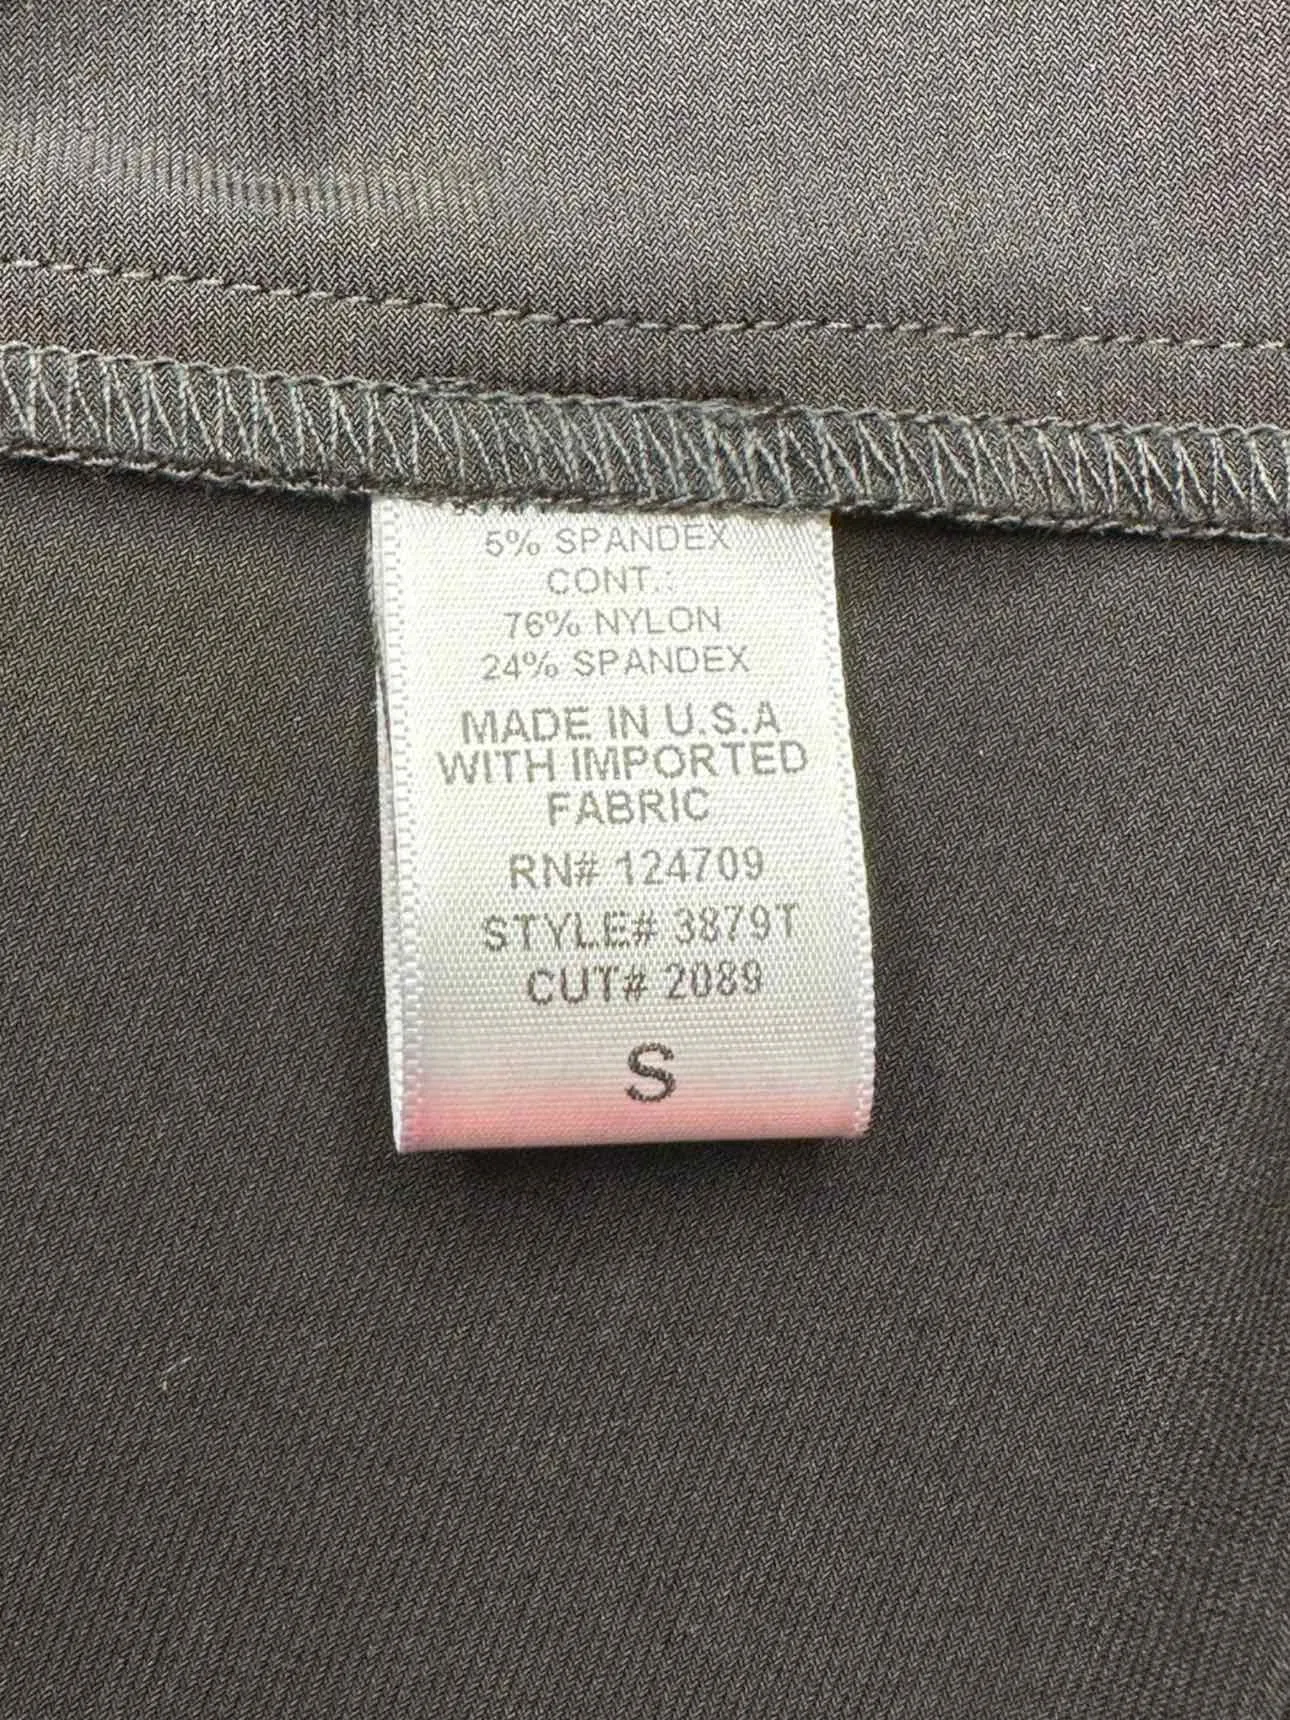 5% SPANDEX
CONT.:
76% NYLON
24% SPANDEX
MADE IN U.S.A
WITH IMPORTED
FABRIC
RN# 124709
STYLE# 3879T
CUT# 2089
S